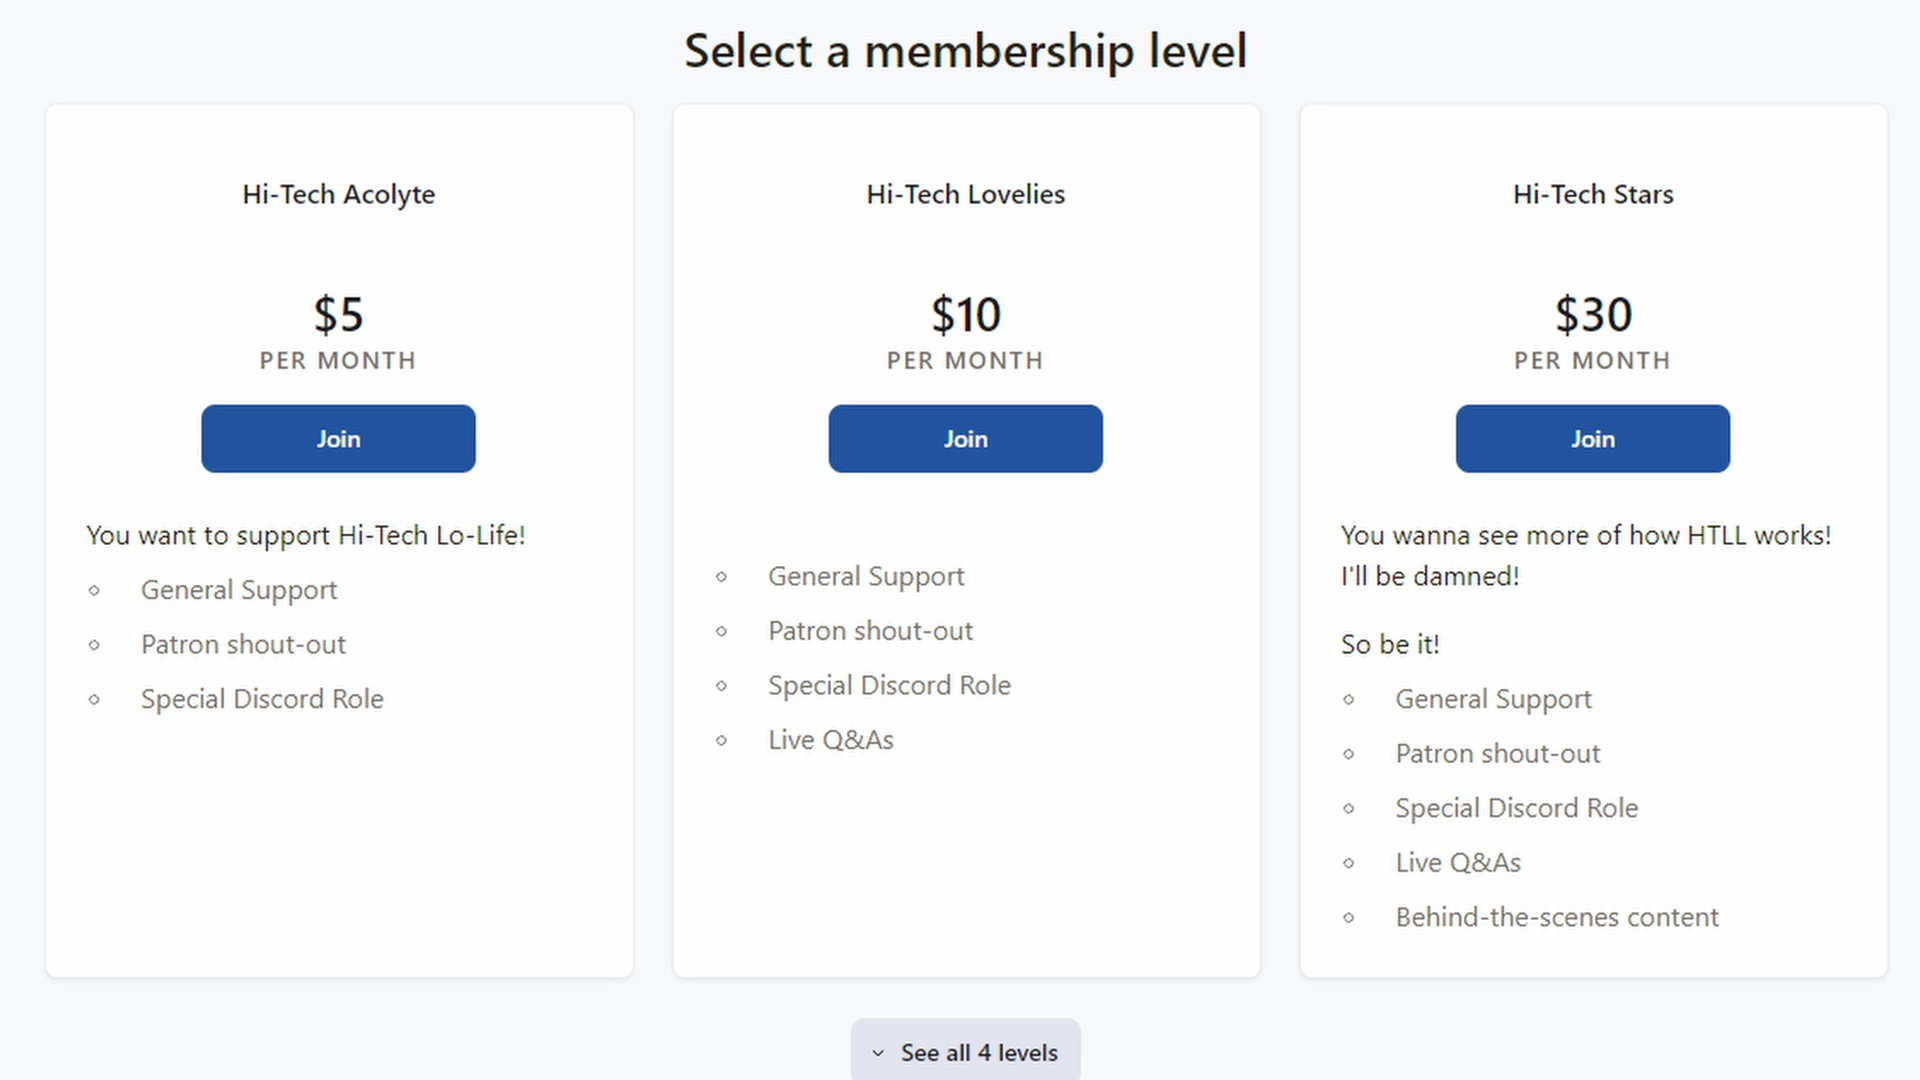 Select a membership level
Hi-Tech Acolyte
$5
PER MONTH
Join
You want to support Hi-Tech Lo-Life!
General Support
Patron shout-out
Special Discord Role
Hi-Tech Lovelies
$10
PER MONTH
Join
General Support
Patron shout-out
Special Discord Role
Live Q&As
Hi-Tech Stars
$30
PER MONTH
Join
You wanna see more of how HTLL works!
I'll be damned!
So be it!
General Support
Patron shout-out
Special Discord Role
Live Q&As
Behind-the-scenes content
See all 4 levels